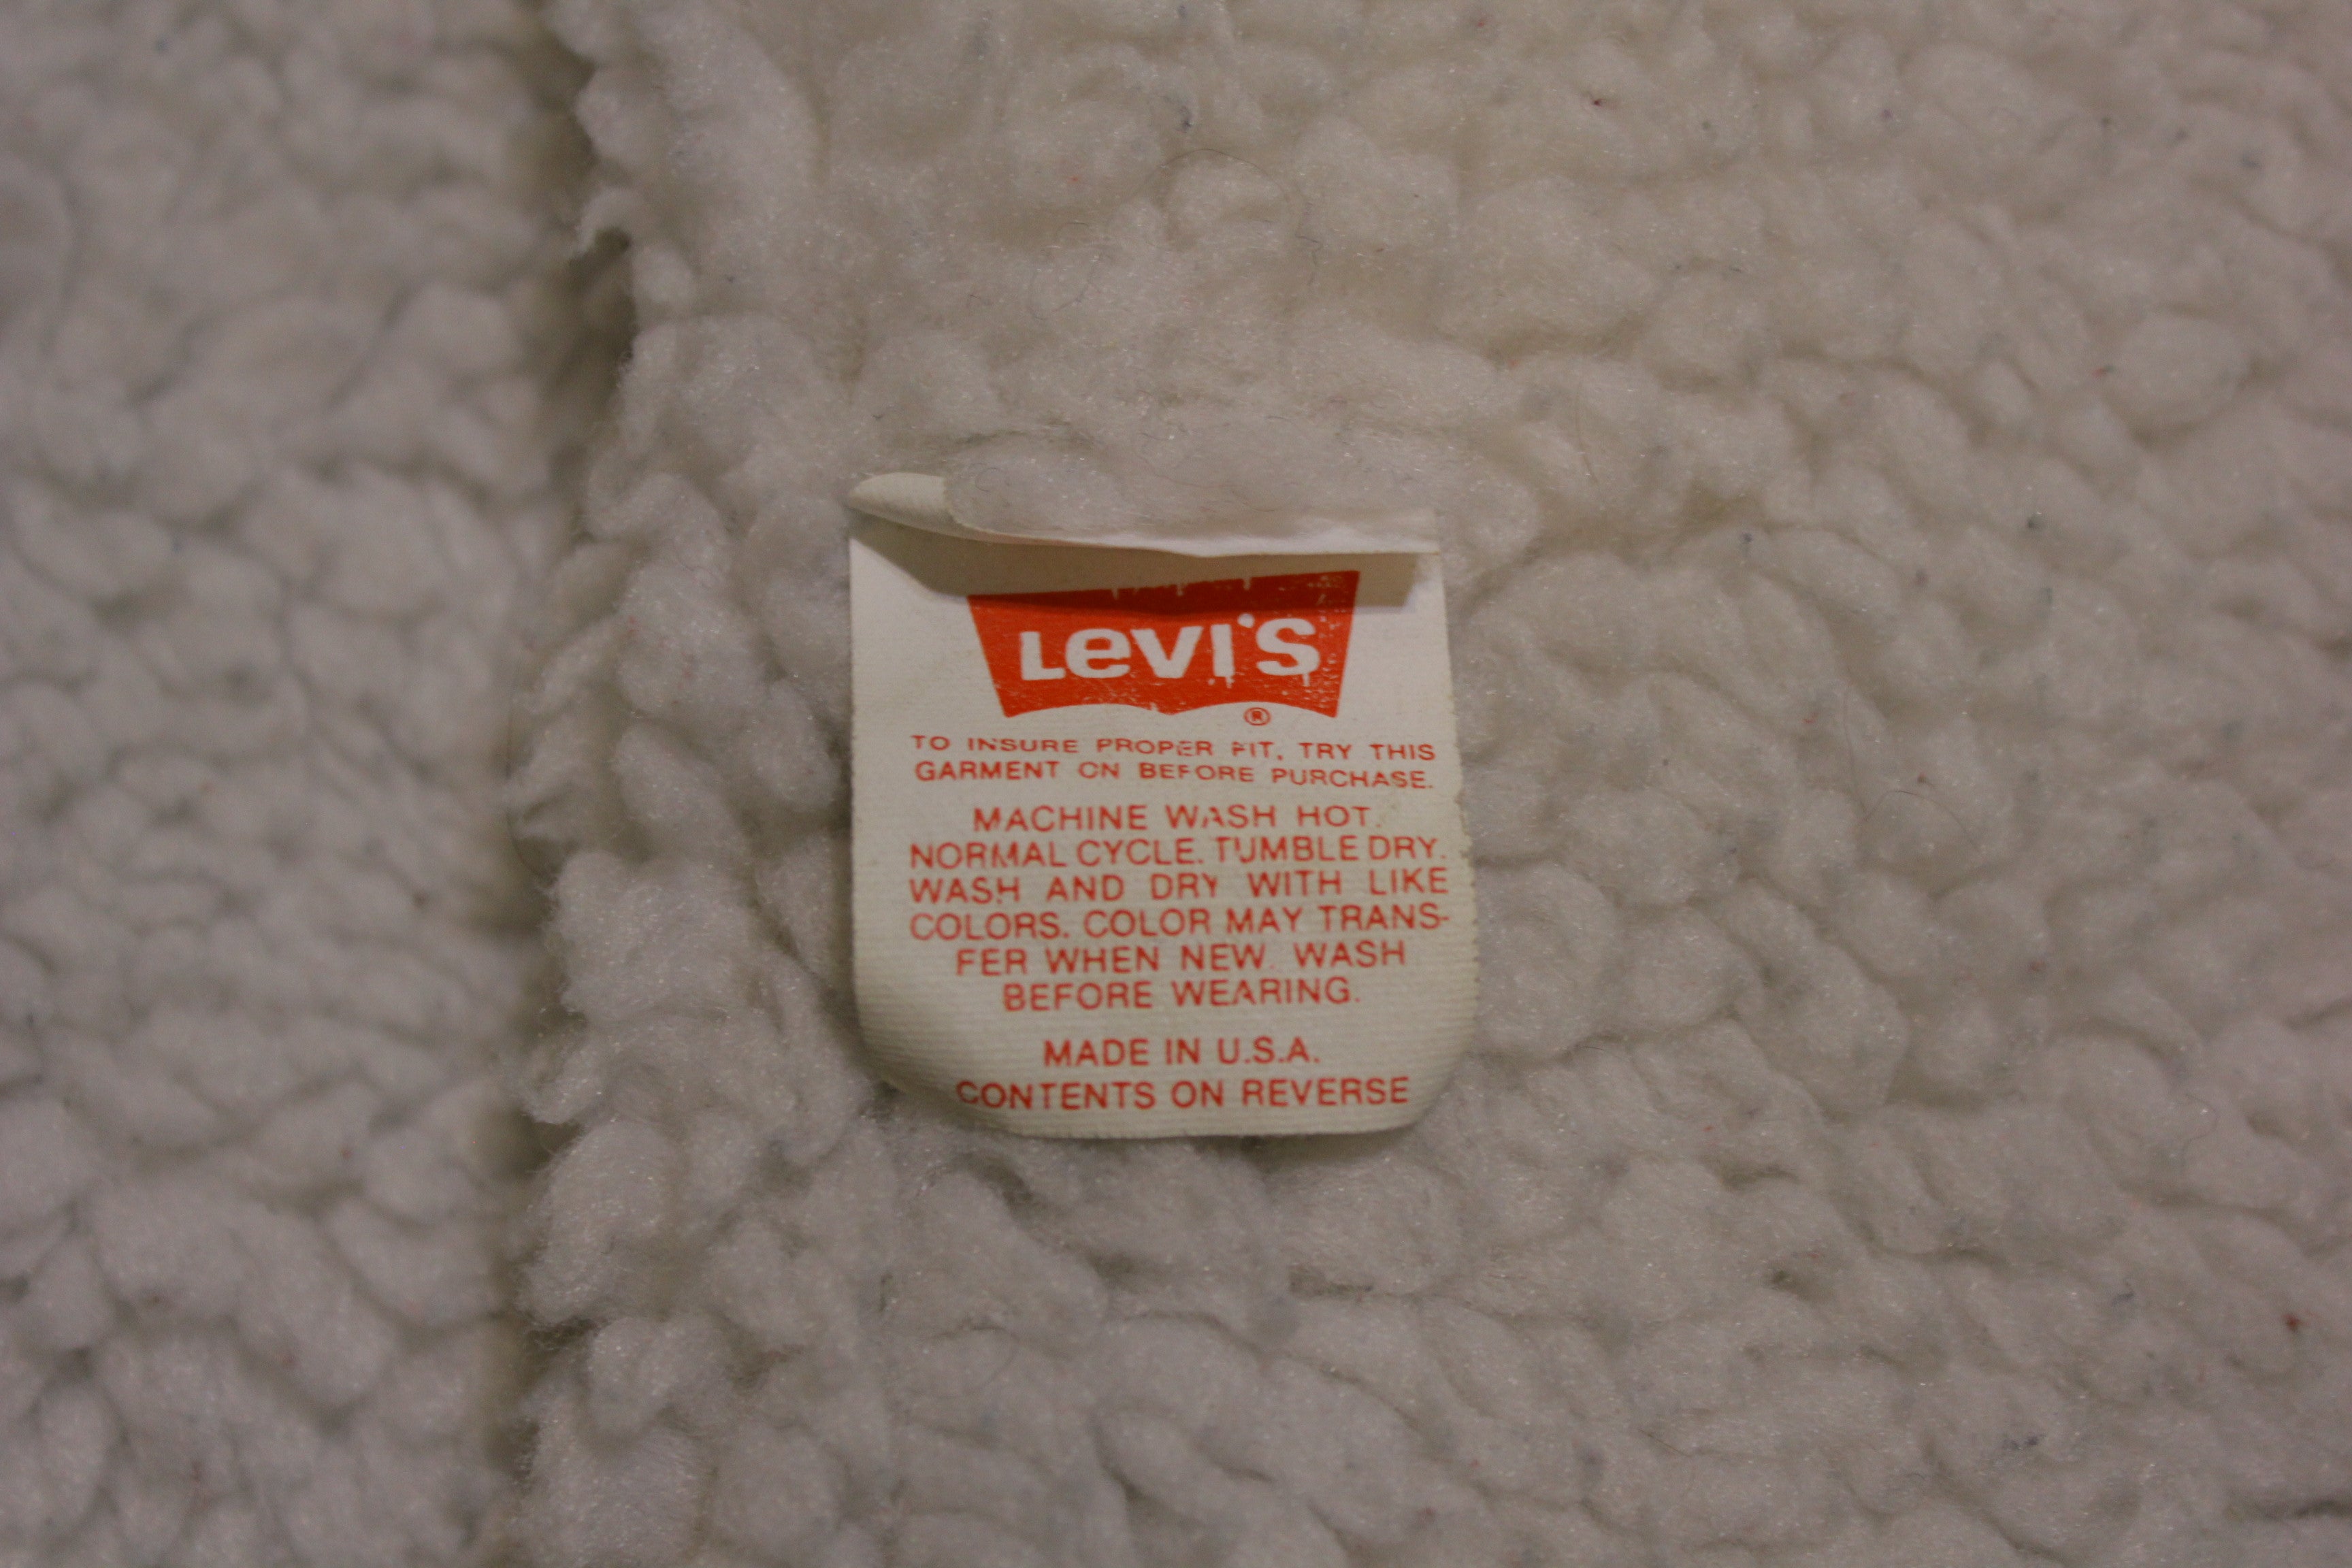 LEVI'S
®
TO INSURE PROPER FIT, TRY THIS
GARMENT ON BEFORE PURCHASE.
MACHINE WASH HOT.
NORMAL CYCLE. TUMBLE DRY.
WASH AND DRY WITH LIKE
COLORS. COLOR MAY TRANS-
FER WHEN NEW. WASH
BEFORE WEARING.
MADE IN U.S.A.
CONTENTS ON REVERSE